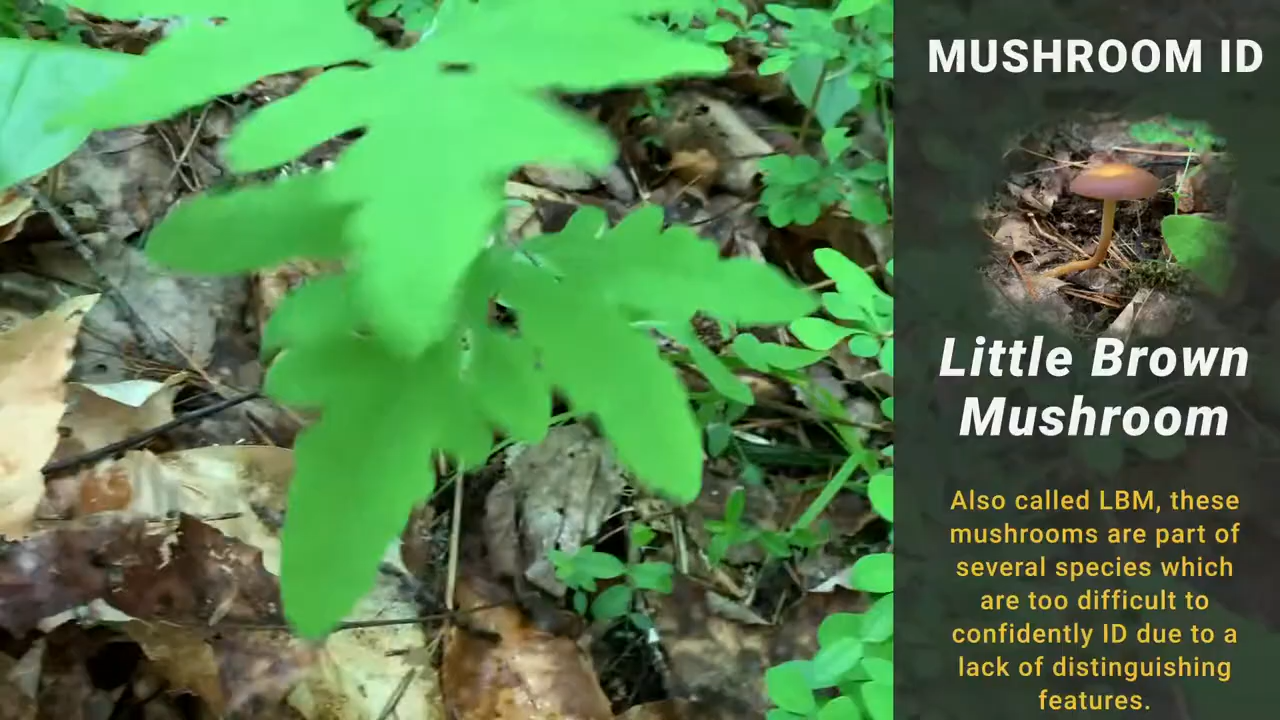 MUSHROOM ID
Little Brown
Mushroom
Also called LBM, these
mushrooms are part of
several species which
are too difficult to
confidently ID due to a
lack of distinguishing
features.